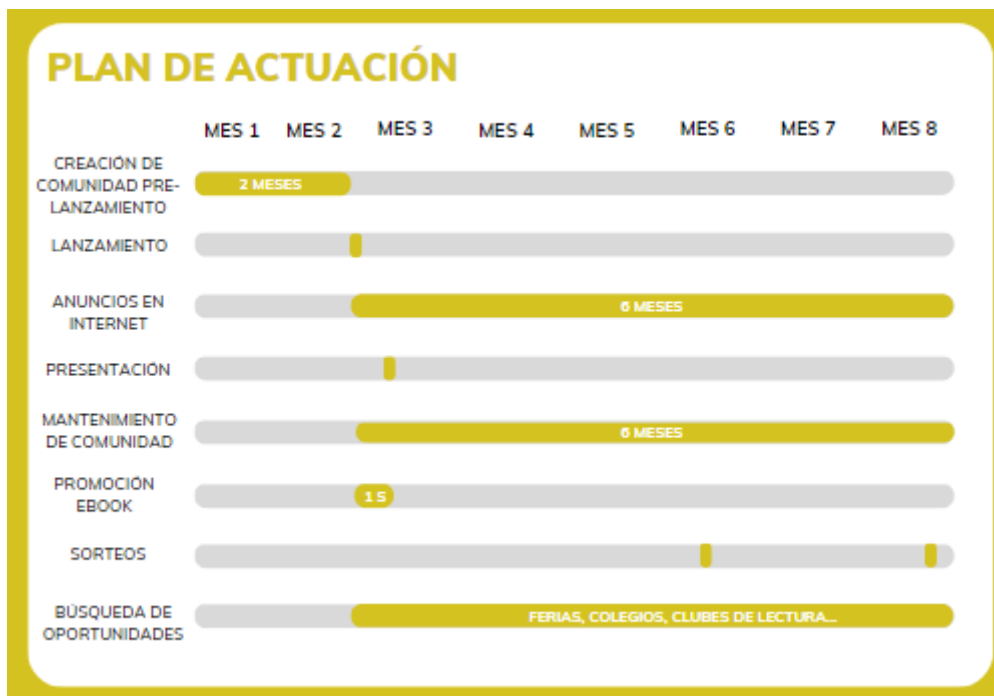 PLAN DE ACTUACIÓN
MES 1 MES 2 MES 3 MES 4 MES 5 MES 6 MES 7 MES 8
CREACIÓN DE
COMUNIDAD PRE-
LANZAMIENTO
2 MESES
LANZAMIENTO
ANUNCIOS EN
INTERNET
6 MESES
PRESENTACIÓN
MANTENIMIENTO
DE COMUNIDAD
6 MESES
PROMOCIÓN
EBOOK
1 S
SORTEOS
BÚSQUEDA DE
OPORTUNIDADES
FERIAS, COLEGIOS, CLUBES DE LECTURA...